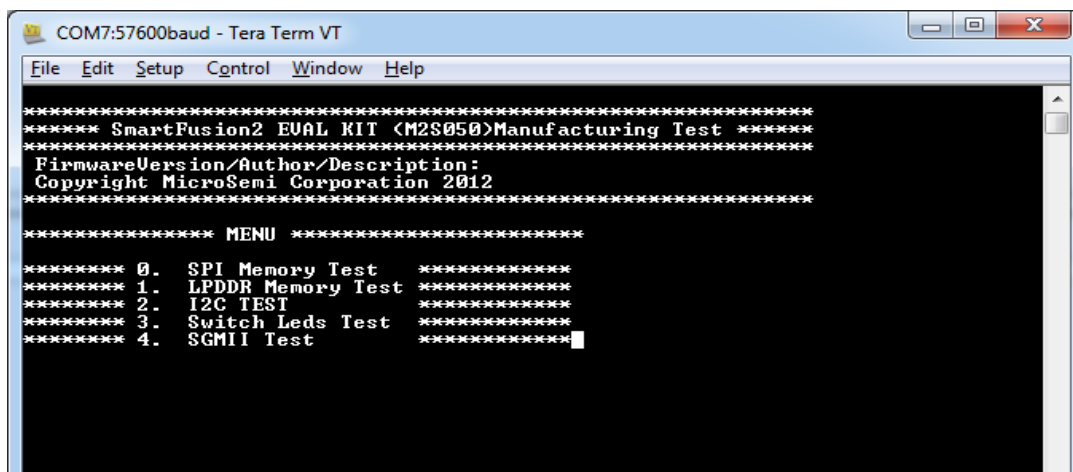 COM7:57600baud - Tera Term VT
File Edit Setup Control Window Help
**************************************************************
****** SmartFusion2 EVAL KIT (M2S050)Manufacturing Test ******
**************************************************************
FirmwareVersion/Author/Description:
Copyright MicroSemi Corporation 2012
**************************************************************
*************** MENU ***********************
******** 0. SPI Memory Test ************
******** 1. LPDDR Memory Test ************
******** 2. I2C TEST ************
******** 3. Switch Leds Test ************
******** 4. SGMII Test ************